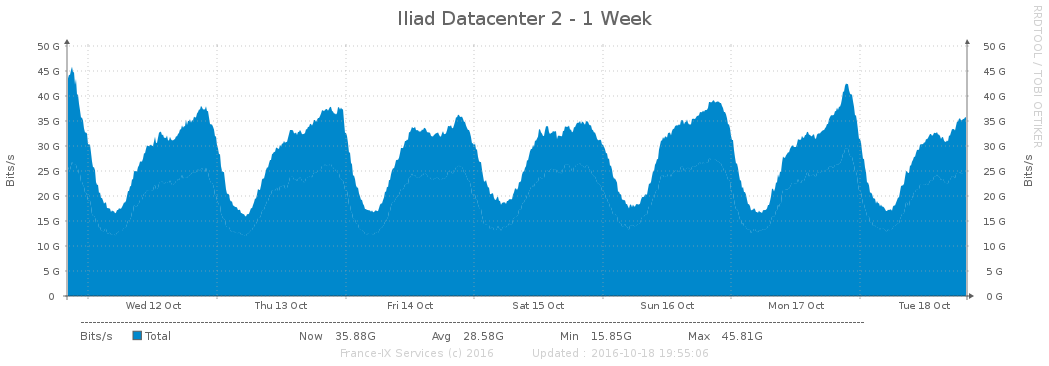 Iliad Datacenter 2 - 1 Week
RRDTOOL / TOBI OETIKER
Bits/s
50 G 50 G
45 G 45 G
40 G 40 G
35 G 35 G
30 G 30 G
25 G 25 G
20 G 20 G
15 G 15 G
10 G 10 G
5 G 5 G
0 0 G
Bits/s
Wed 12 Oct Thu 13 Oct Fri 14 Oct Sat 15 Oct Sun 16 Oct Mon 17 Oct Tue 18 Oct
Bits/s Total Now 35.88G Avg 28.58G Min 15.85G Max 45.81G
France-IX Services (c) 2016 Updated : 2016-10-18 19:55:06